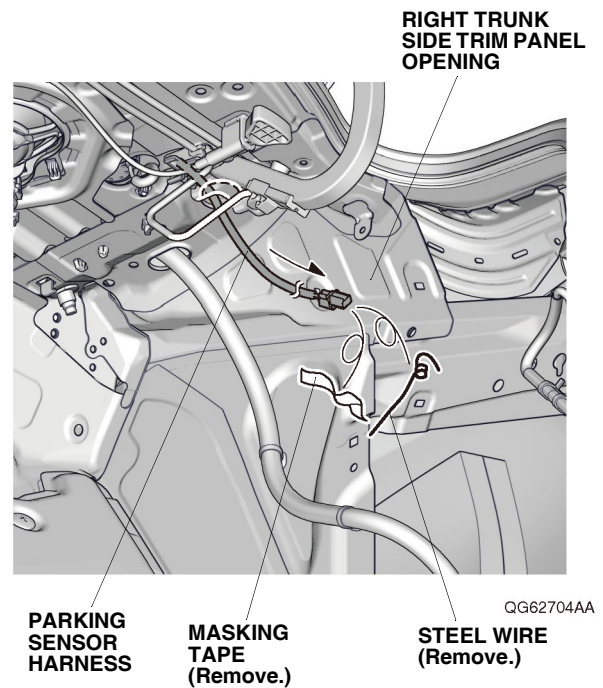 RIGHT TRUNK
SIDE TRIM PANEL
OPENING
QG62704AA
PARKING
SENSOR
HARNESS
MASKING
TAPE
(Remove.)
STEEL WIRE
(Remove.)